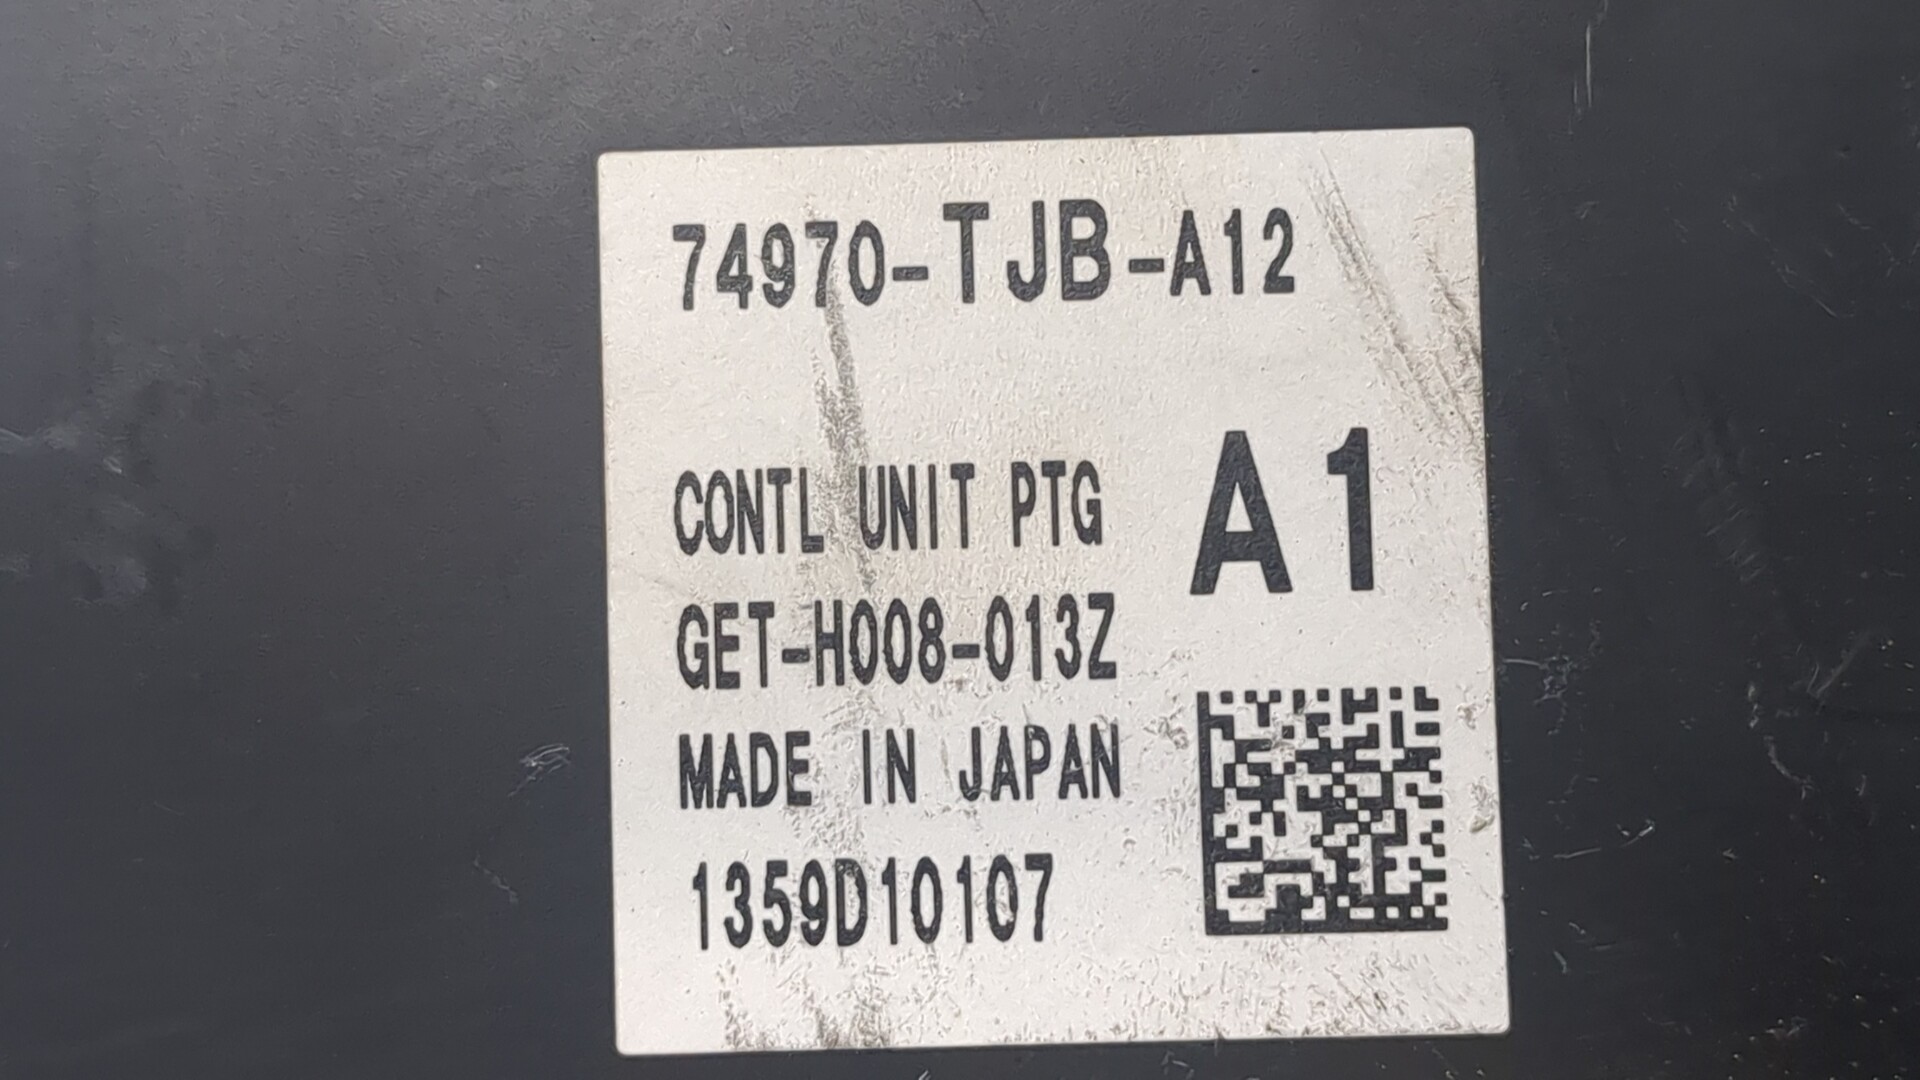 74970-TJB-A12
CONTL UNIT PTG
A1
GET-H008-013Z
MADE IN JAPAN
1359D10107